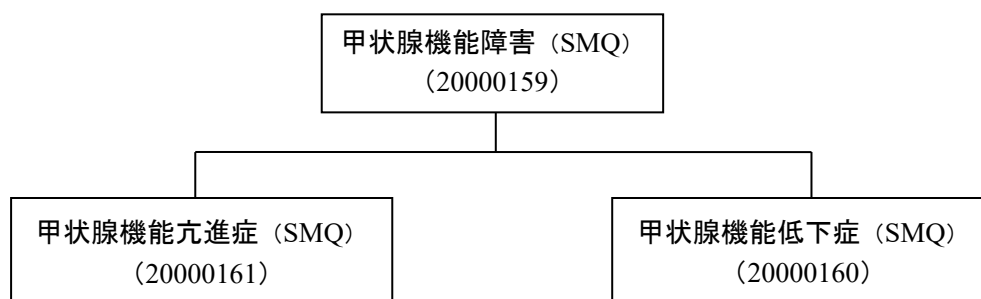 甲状腺機能障害（SMQ）
（20000159）
甲状腺機能亢進症（SMQ）
（20000161）
甲状腺機能低下症（SMQ）
（20000160）